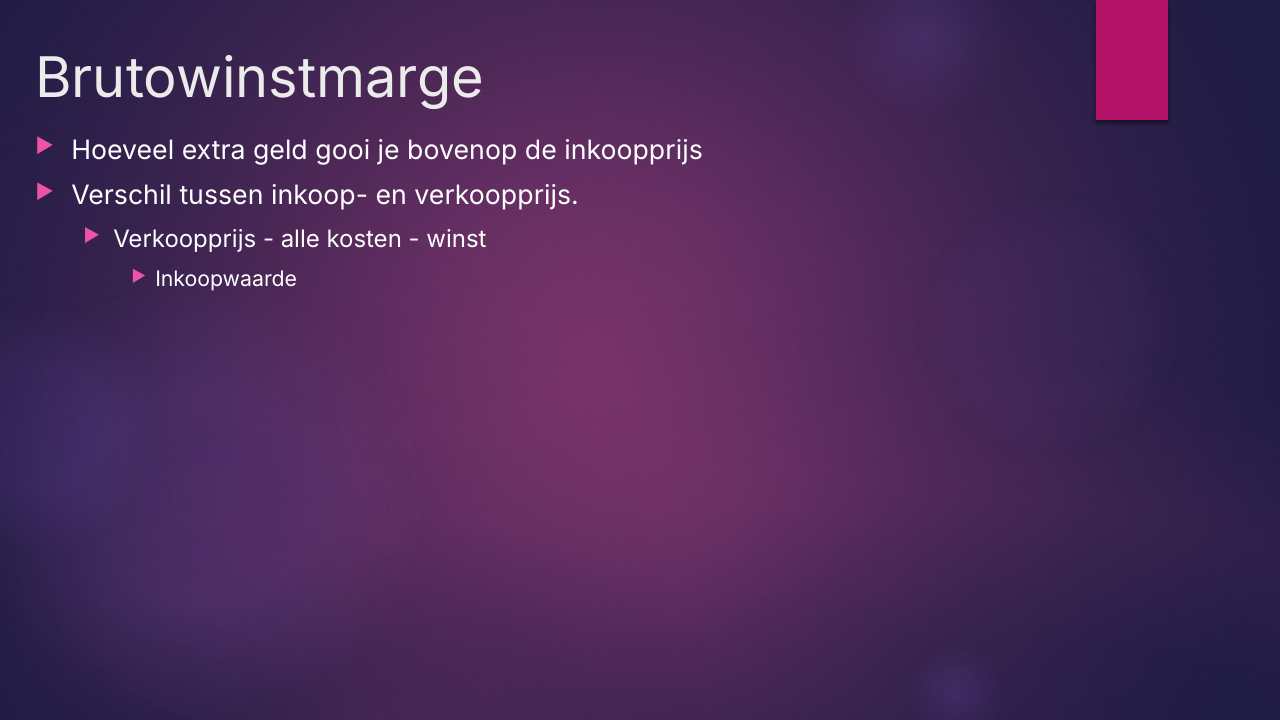 Brutowinstmarge
Hoeveel extra geld gooi je bovenop de inkoopprijs
Verschil tussen inkoop- en verkoopprijs.
Verkoopprijs - alle kosten - winst
Inkoopwaarde